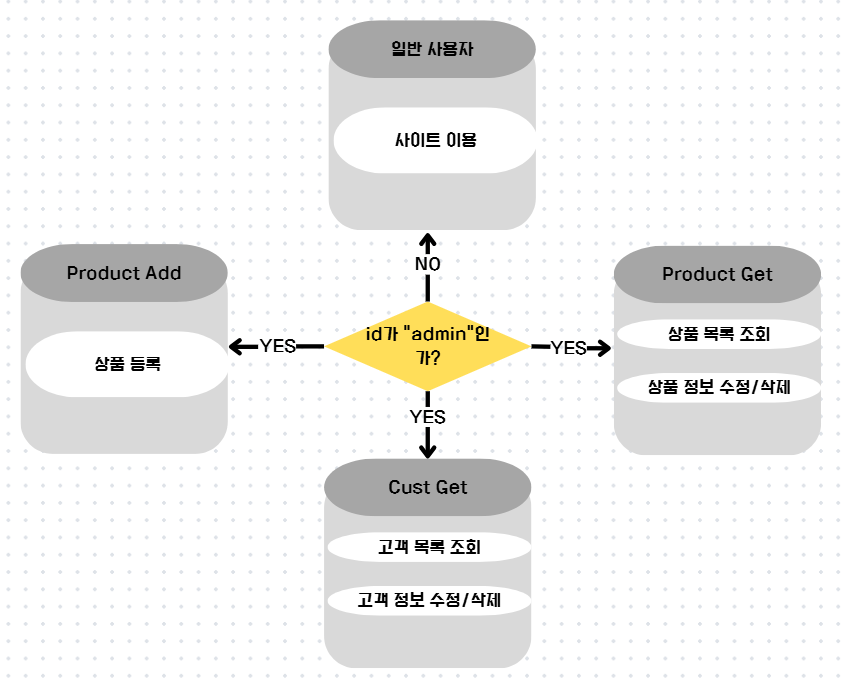 일반 사용자
사이트 이용
NO
Product Add
상품 등록
YES
id가 "admin"인
가?
YES
Product Get
상품 목록 조회
상품 정보 수정/삭제
YES
Cust Get
고객 목록 조회
고객 정보 수정/삭제